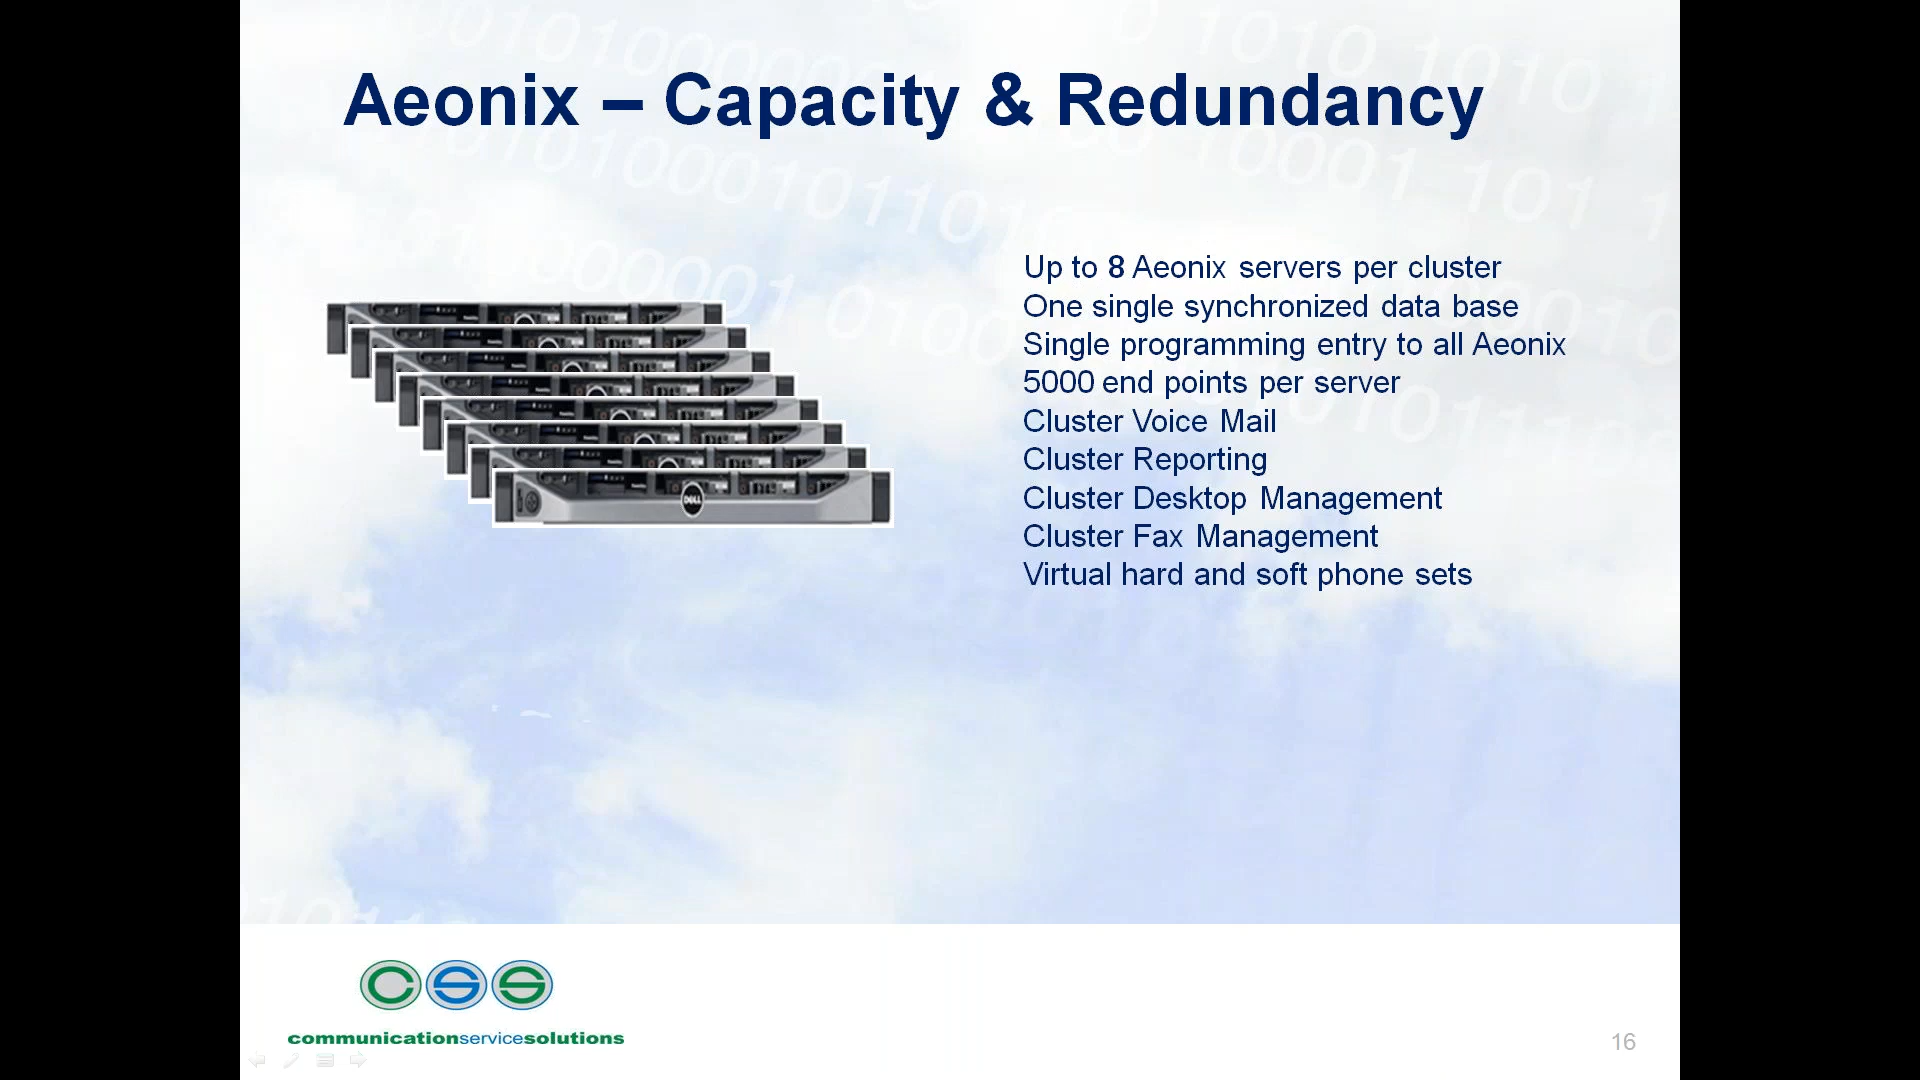 Aeonix – Capacity & Redundancy
Up to 8 Aeonix servers per cluster
One single synchronized data base
Single programming entry to all Aeonix
5000 end points per server
Cluster Voice Mail
Cluster Reporting
Cluster Desktop Management
Cluster Fax Management
Virtual hard and soft phone sets
DELL
CSS
communicationservicesolutions
16